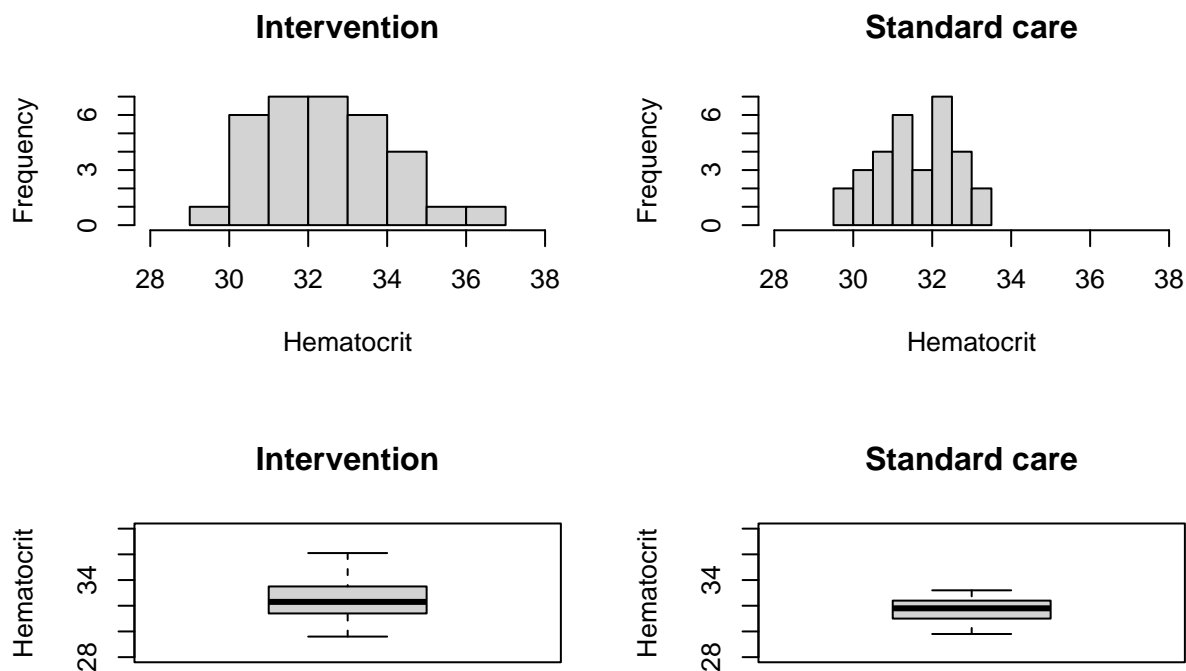 Intervention
Frequency
0 3 6
28 30 32 34 36 38
Hematocrit
Standard care
Frequency
0 3 6
28 30 32 34 36 38
Hematocrit
Intervention
Hematocrit
28 34
Standard care
Hematocrit
28 34